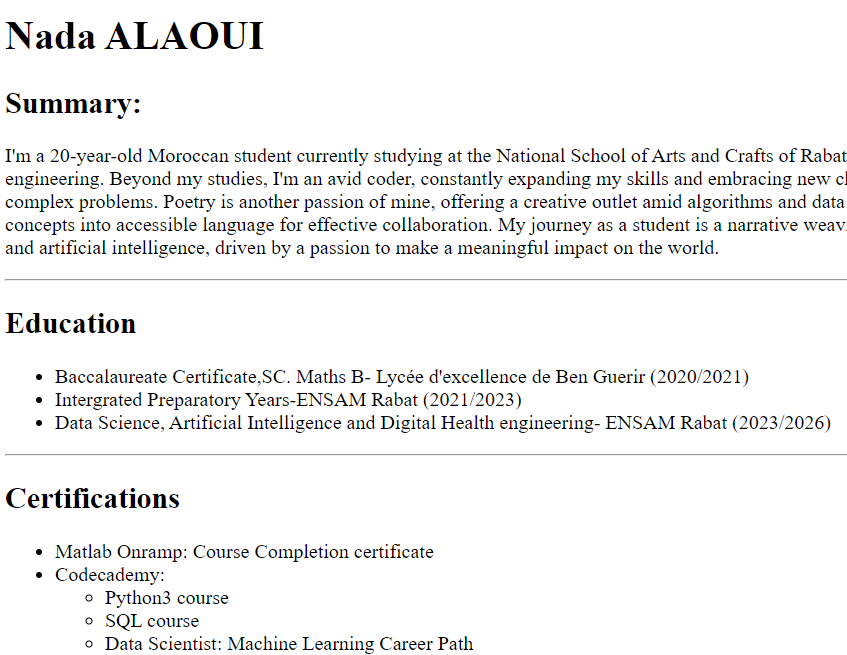 Nada ALAOUI
Summary:
I'm a 20-year-old Moroccan student currently studying at the National School of Arts and Crafts of Rabat
engineering. Beyond my studies, I'm an avid coder, constantly expanding my skills and embracing new
complex problems. Poetry is another passion of mine, offering a creative outlet amid algorithms and data
concepts into accessible language for effective collaboration. My journey as a student is a narrative
and artificial intelligence, driven by a passion to make a meaningful impact on the world.
Education
• Baccalaureate Certificate,SC. Maths B- Lycée d'excellence de Ben Guerir (2020/2021)
• Intergrated Preparatory Years-ENSAM Rabat (2021/2023)
• Data Science, Artificial Intelligence and Digital Health engineering- ENSAM Rabat (2023/2026)
Certifications
• Matlab Onramp: Course Completion certificate
• Codecademy:
◦ Python3 course
◦ SQL course
◦ Data Scientist: Machine Learning Career Path